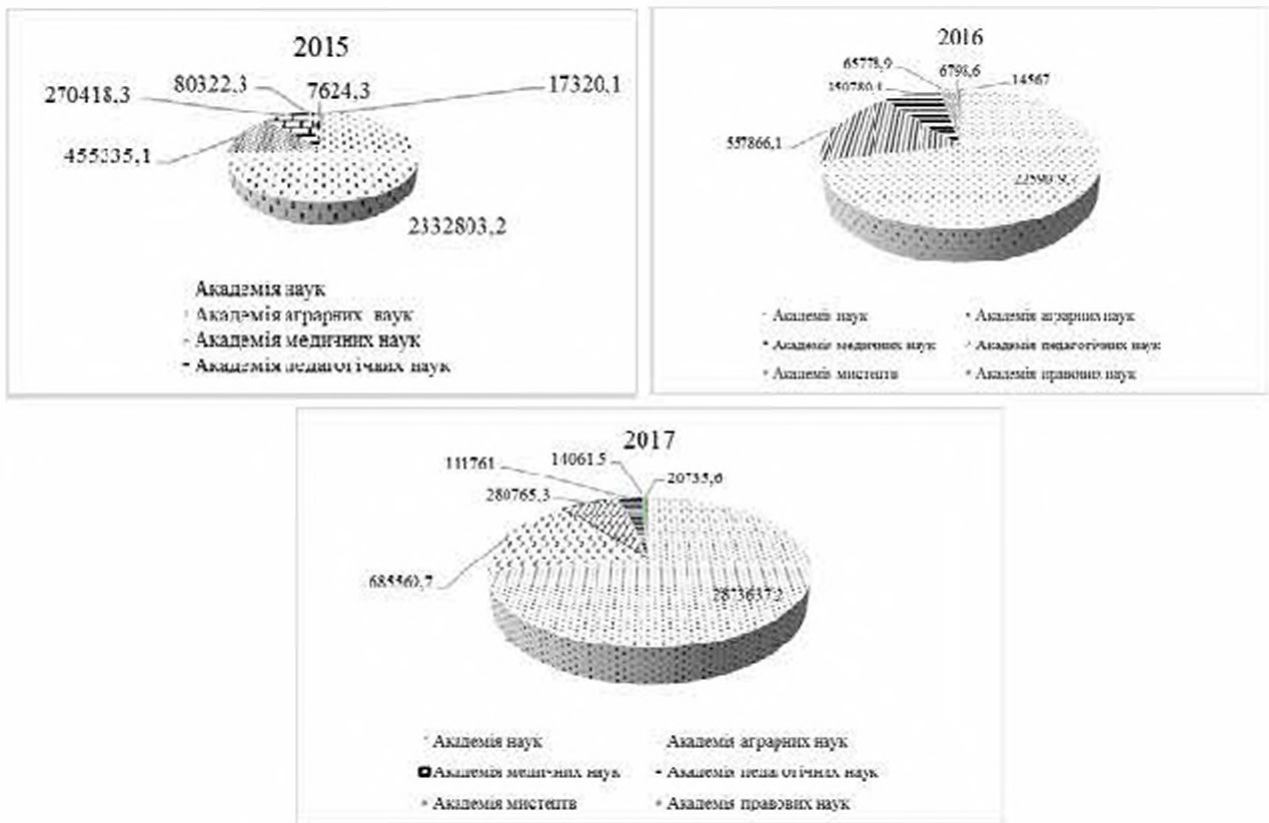 2015
80322,3 7624,3 17320,1
270418,3
455335,1
2332803,2
Академія наук
Академія аграрних наук
Академія медичних наук
Академія педагогічних наук
2016
65778,9 6798,6 14567
557866,1
Академія наук Академія аграрних наук
Академія медичних наук Академія педагогічних наук
Академія мистецтв Академія правових наук
2017
111761 14061,5 20735,6
280765,3
685569,7
Академія наук Академія аграрних наук
Академія медичних наук Академія педагогічних наук
Академія мистецтв Академія правових наук